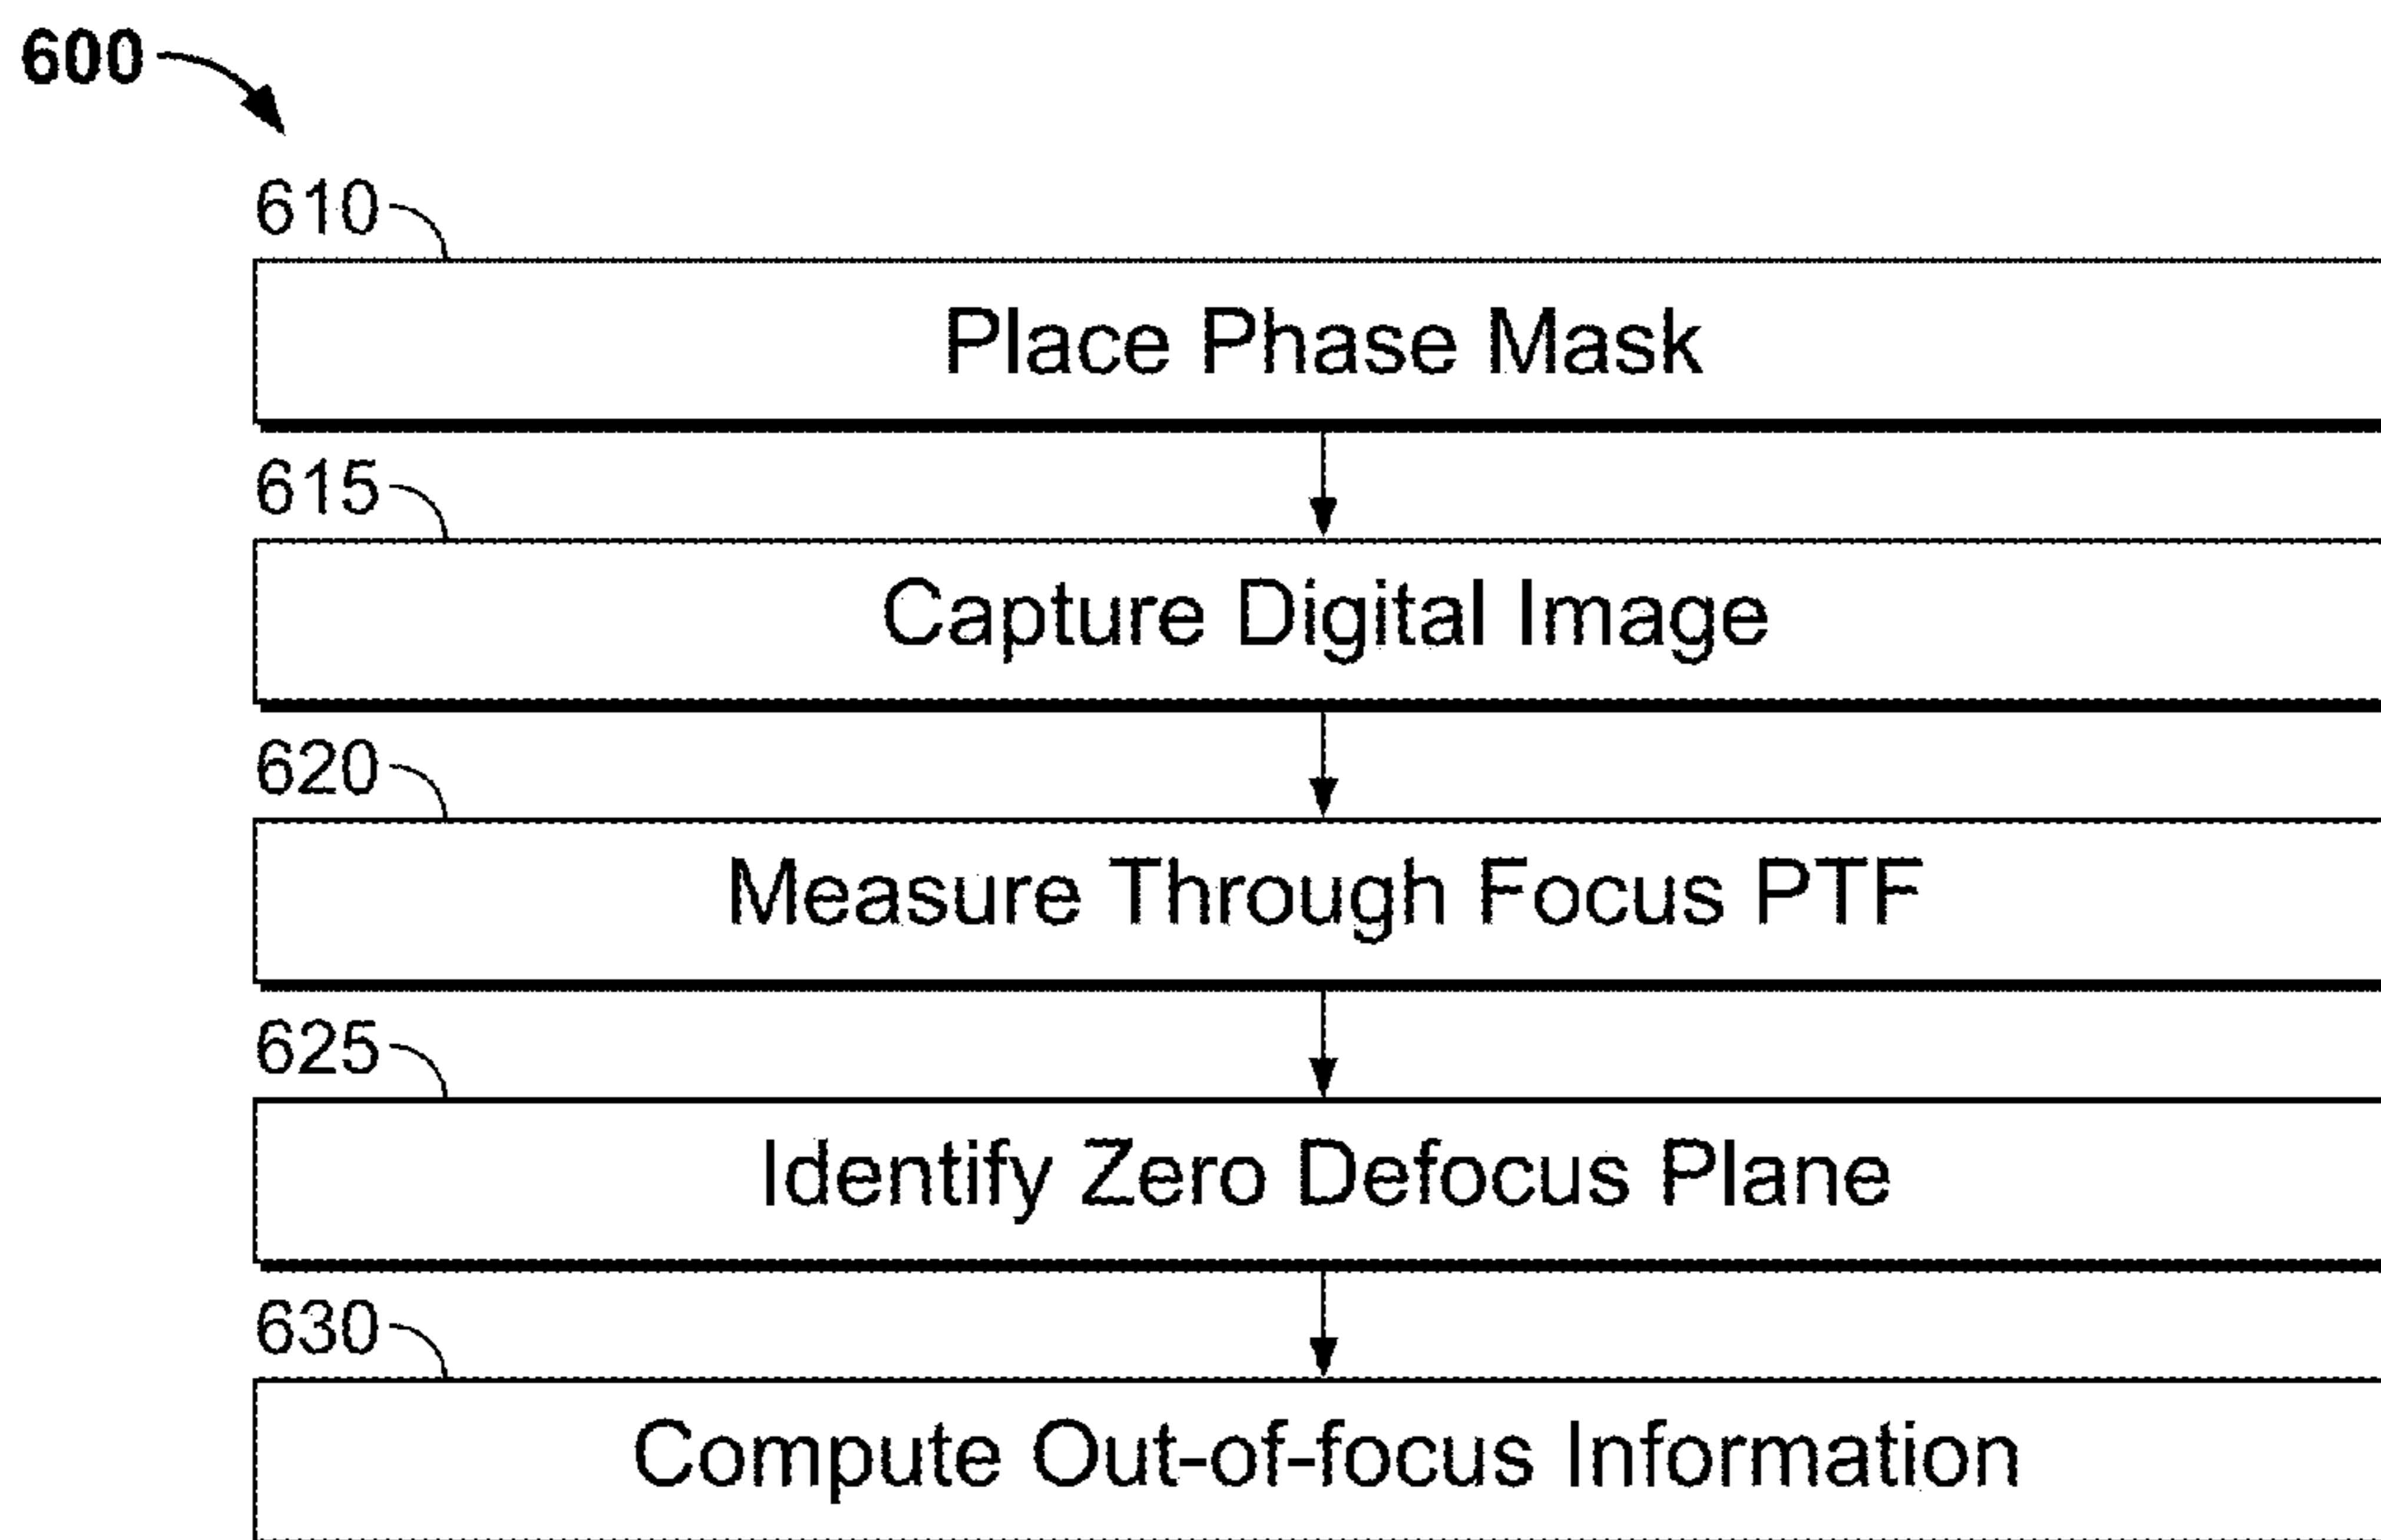 600
610
Place Phase Mask
615
Capture Digital Image
620
Measure Through Focus PTF
625
Identify Zero Defocus Plane
630
Compute Out-of-focus Information